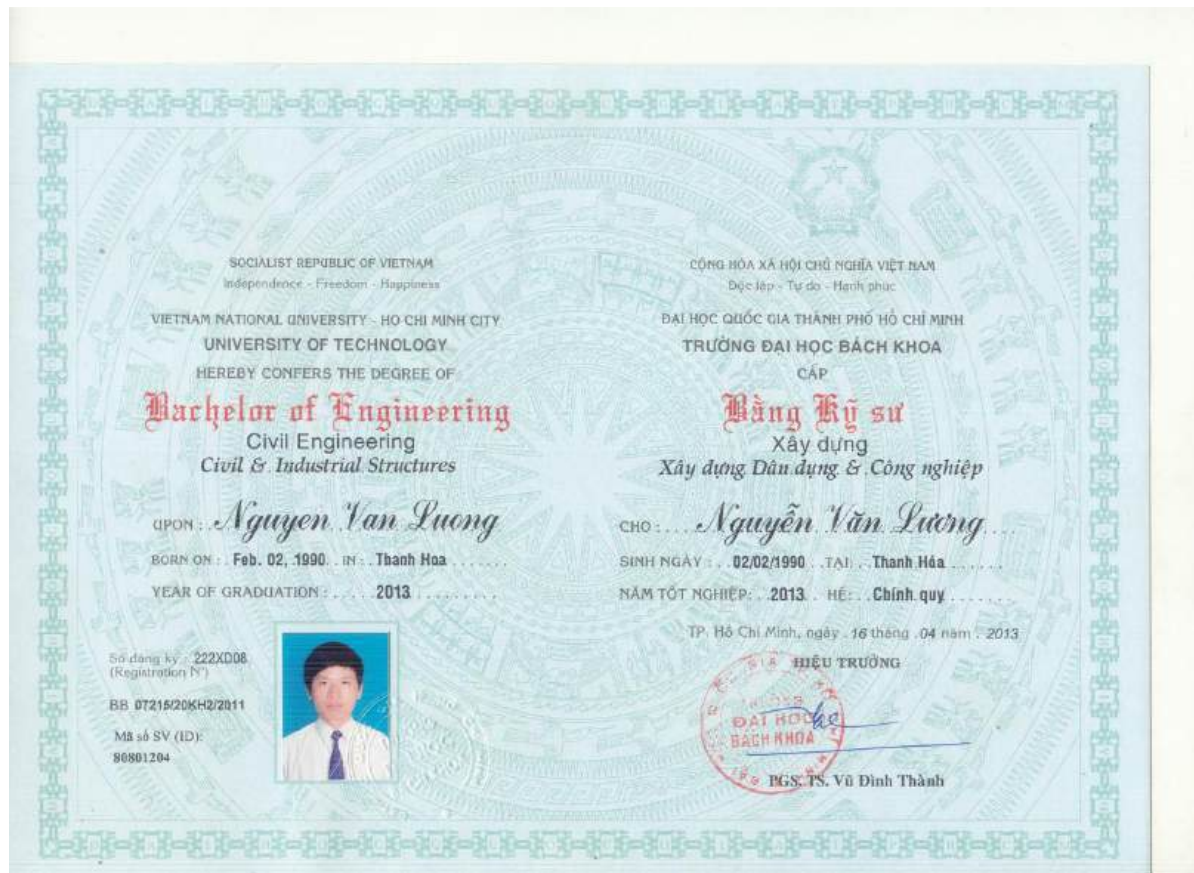 SOCIALIST REPUBLIC OF VIETNAM
Independence - Freedom - Happiness
VIETNAM NATIONAL UNIVERSITY - HO CHI MINH CITY
UNIVERSITY OF TECHNOLOGY
HEREBY CONFERS THE DEGREE OF
Bachelor of Engineering
Civil Engineering
Civil & Industrial Structures
UPON : Nguyen Van Luong
BORN ON : Feb. 02, 1990 IN : Thanh Hoa
YEAR OF GRADUATION : 2013
Số đăng ký : 222XD08
(Registration N°)
BB 07215/20KH2/2011
Mã số SV (ID):
80801204
CỘNG HÒA XÃ HỘI CHỦ NGHĨA VIỆT NAM
Độc lập - Tự do - Hạnh phúc
ĐẠI HỌC QUỐC GIA THÀNH PHỐ HỒ CHÍ MINH
TRƯỜNG ĐẠI HỌC BÁCH KHOA
CẤP
Bằng Kỹ sư
Xây dựng
Xây dựng Dân dụng & Công nghiệp
CHO : Nguyễn Văn Lương
SINH NGÀY : 02/02/1990 TẠI : Thanh Hóa
NĂM TỐT NGHIỆP: 2013 HỆ: Chính quy
TP. Hồ Chí Minh, ngày 16 tháng 04 năm 2013
HIỆU TRƯỞNG
TRƯỜNG
ĐẠI HỌC
BÁCH KHOA
PGS. TS. Vũ Đình Thành